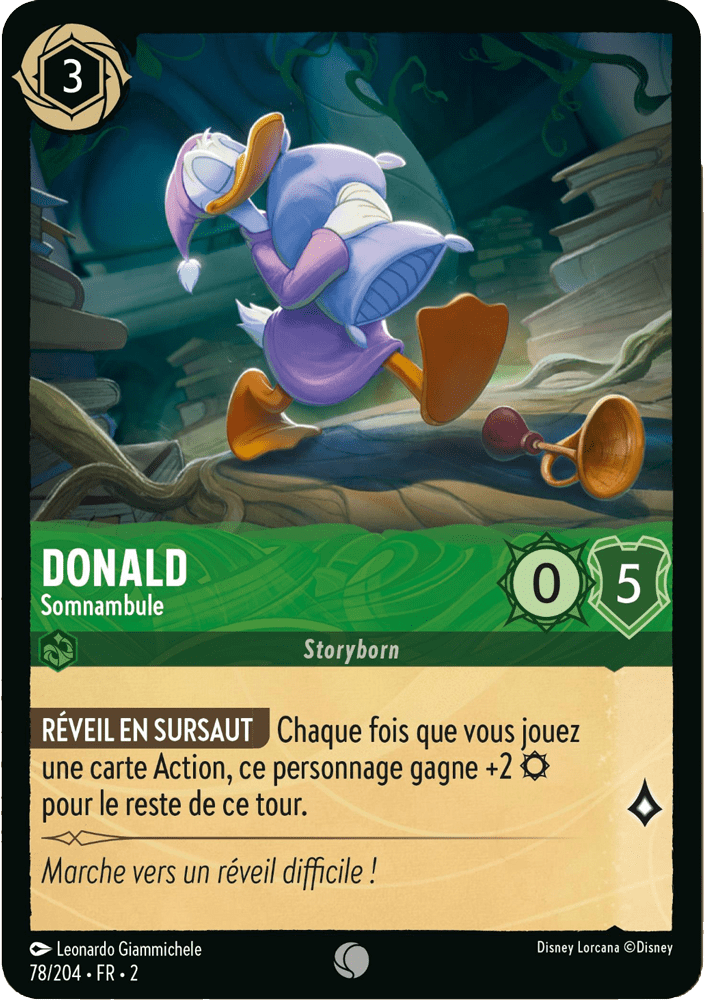 3
DONALD
Somnambule
0
5
Storyborn
RÉVEIL EN SURSAUT Chaque fois que vous jouez
une carte Action, ce personnage gagne +2
pour le reste de ce tour.
Marche vers un réveil difficile !
Leonardo Giammichele
Disney Lorcana ©Disney
78/204 • FR • 2